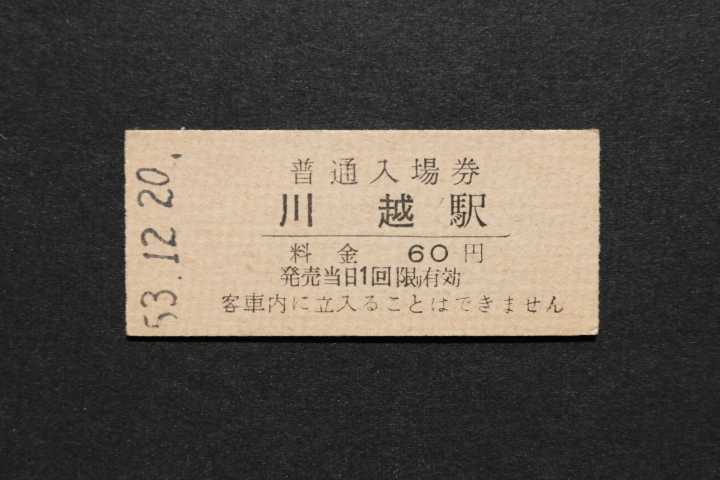 普通入場券
川越駅
料金 60円
発売当日1回限り有効
客車内に立入ることはできません
53.12.20